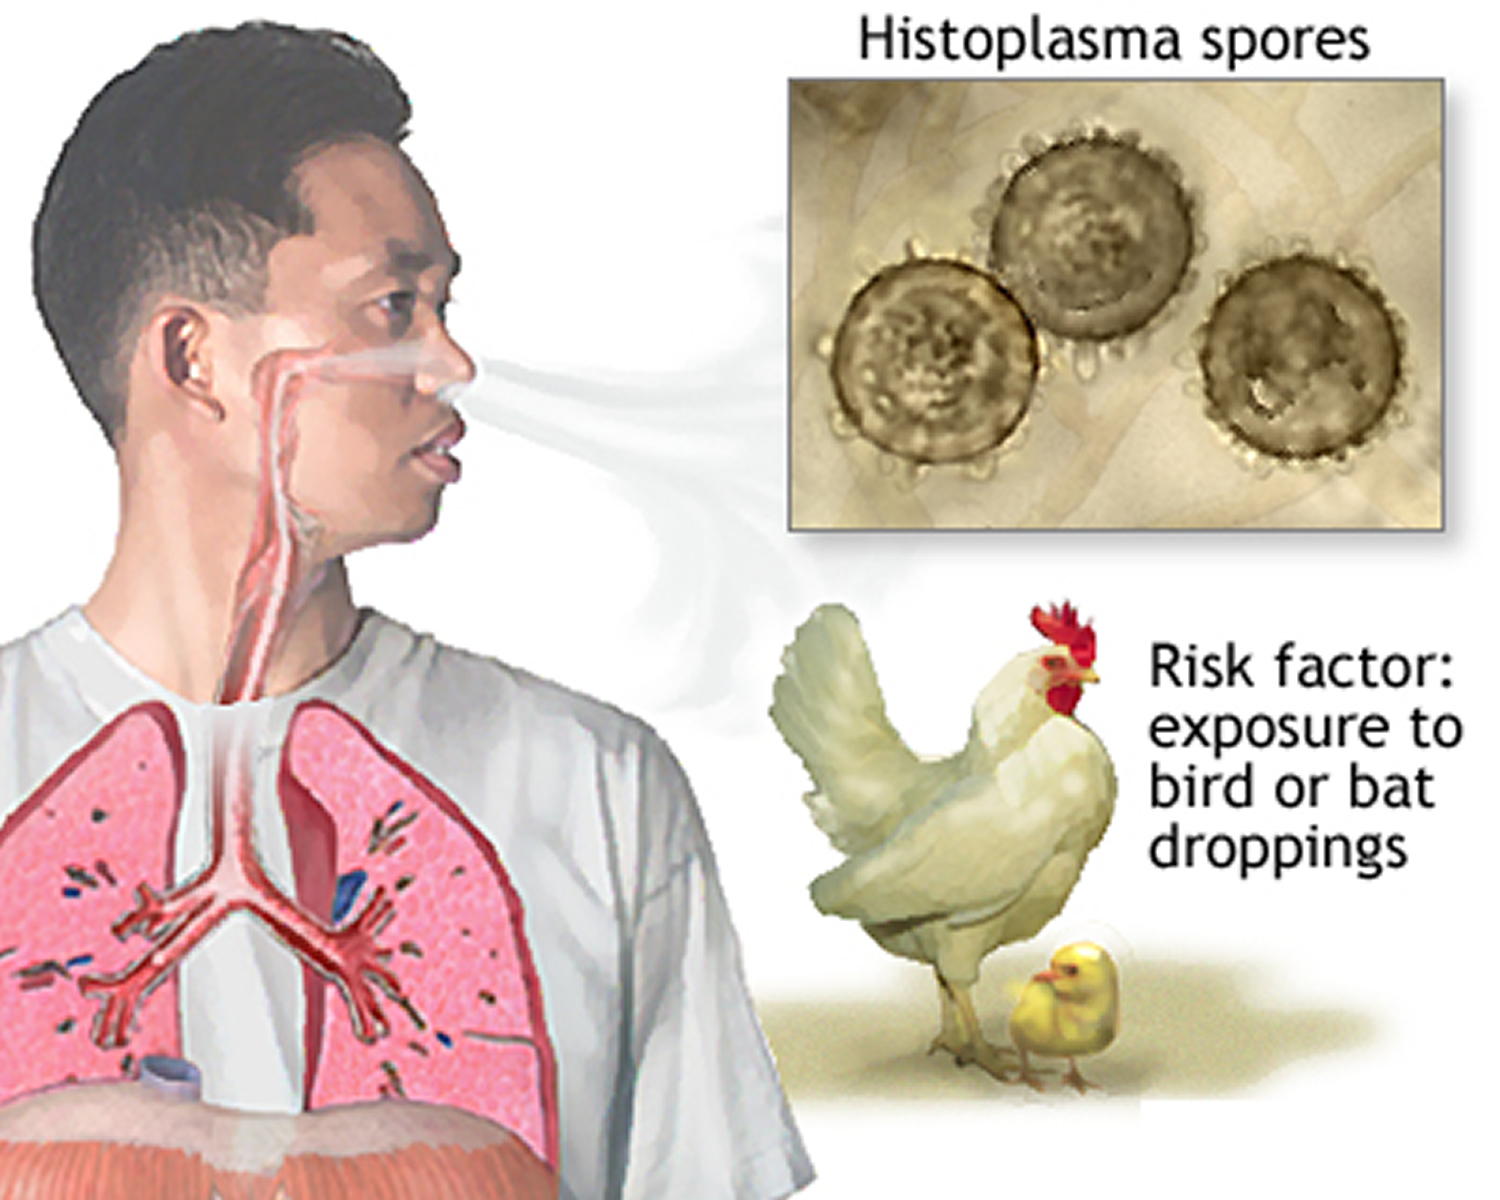 Histoplasma spores
Risk factor:
exposure to
bird or bat
droppings